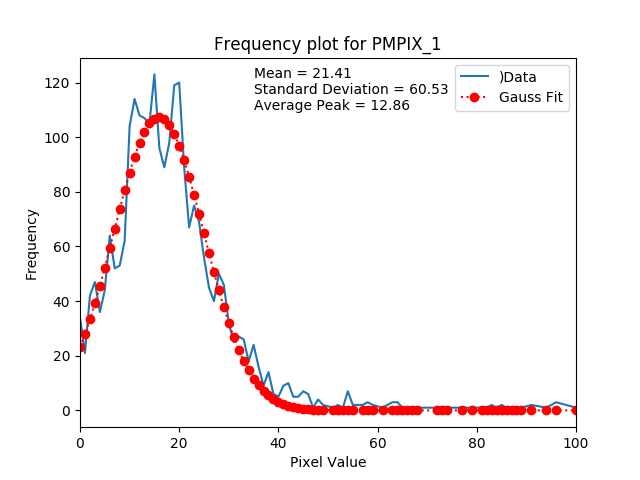 Frequency plot for PMPIX_1
Mean = 21.41
Standard Deviation = 60.53
Average Peak = 12.86
)Data
Gauss Fit
Frequency
120
100
80
60
40
20
0
0 20 40 60 80 100
Pixel Value